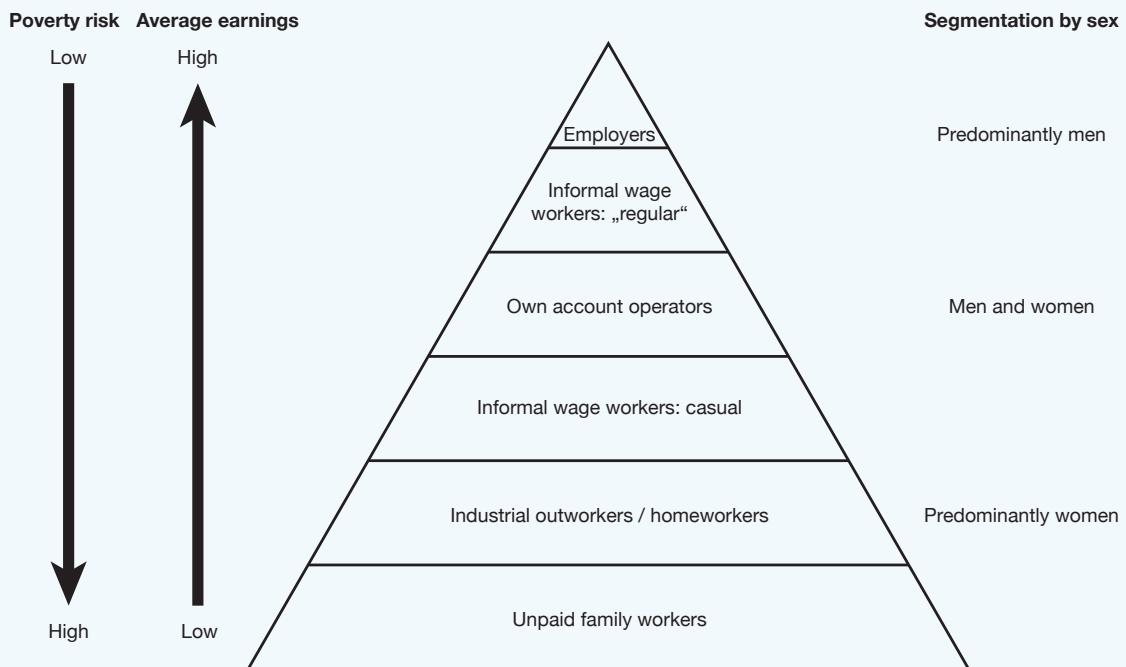 Poverty risk Average earnings Segmentation by sex
Low High
Employers Predominantly men
Informal wage
workers: „regular“
Own account operators Men and women
Informal wage workers: casual
Industrial outworkers / homeworkers Predominantly women
Unpaid family workers
High Low